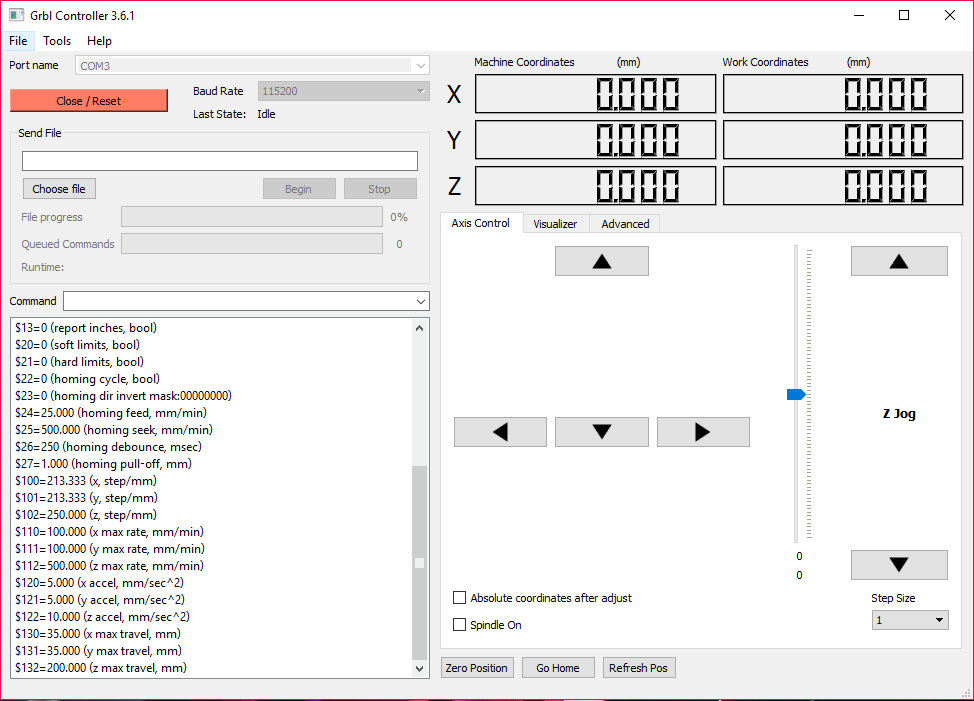 Grbl Controller 3.6.1
File Tools Help
Port name COM3
Close / Reset
Baud Rate 115200
Last State: Idle
Send File
Choose file Begin Stop
File progress 0%
Queued Commands 0
Runtime:
Command
$13=0 (report inches, bool)
$20=0 (soft limits, bool)
$21=0 (hard limits, bool)
$22=0 (homing cycle, bool)
$23=0 (homing dir invert mask:00000000)
$24=25.000 (homing feed, mm/min)
$25=500.000 (homing seek, mm/min)
$26=250 (homing debounce, msec)
$27=1.000 (homing pull-off, mm)
$100=213.333 (x, step/mm)
$101=213.333 (y, step/mm)
$102=250.000 (z, step/mm)
$110=100.000 (x max rate, mm/min)
$111=100.000 (y max rate, mm/min)
$112=500.000 (z max rate, mm/min)
$120=5.000 (x accel, mm/sec^2)
$121=5.000 (y accel, mm/sec^2)
$122=10.000 (z accel, mm/sec^2)
$130=35.000 (x max travel, mm)
$131=35.000 (y max travel, mm)
$132=200.000 (z max travel, mm)
Machine Coordinates (mm) Work Coordinates (mm)
X 0.000 0.000
Y 0.000 0.000
Z 0.000 0.000
Axis Control Visualizer Advanced
Z Jog
0
0
Absolute coordinates after adjust
Spindle On
Step Size
1
Zero Position Go Home Refresh Pos